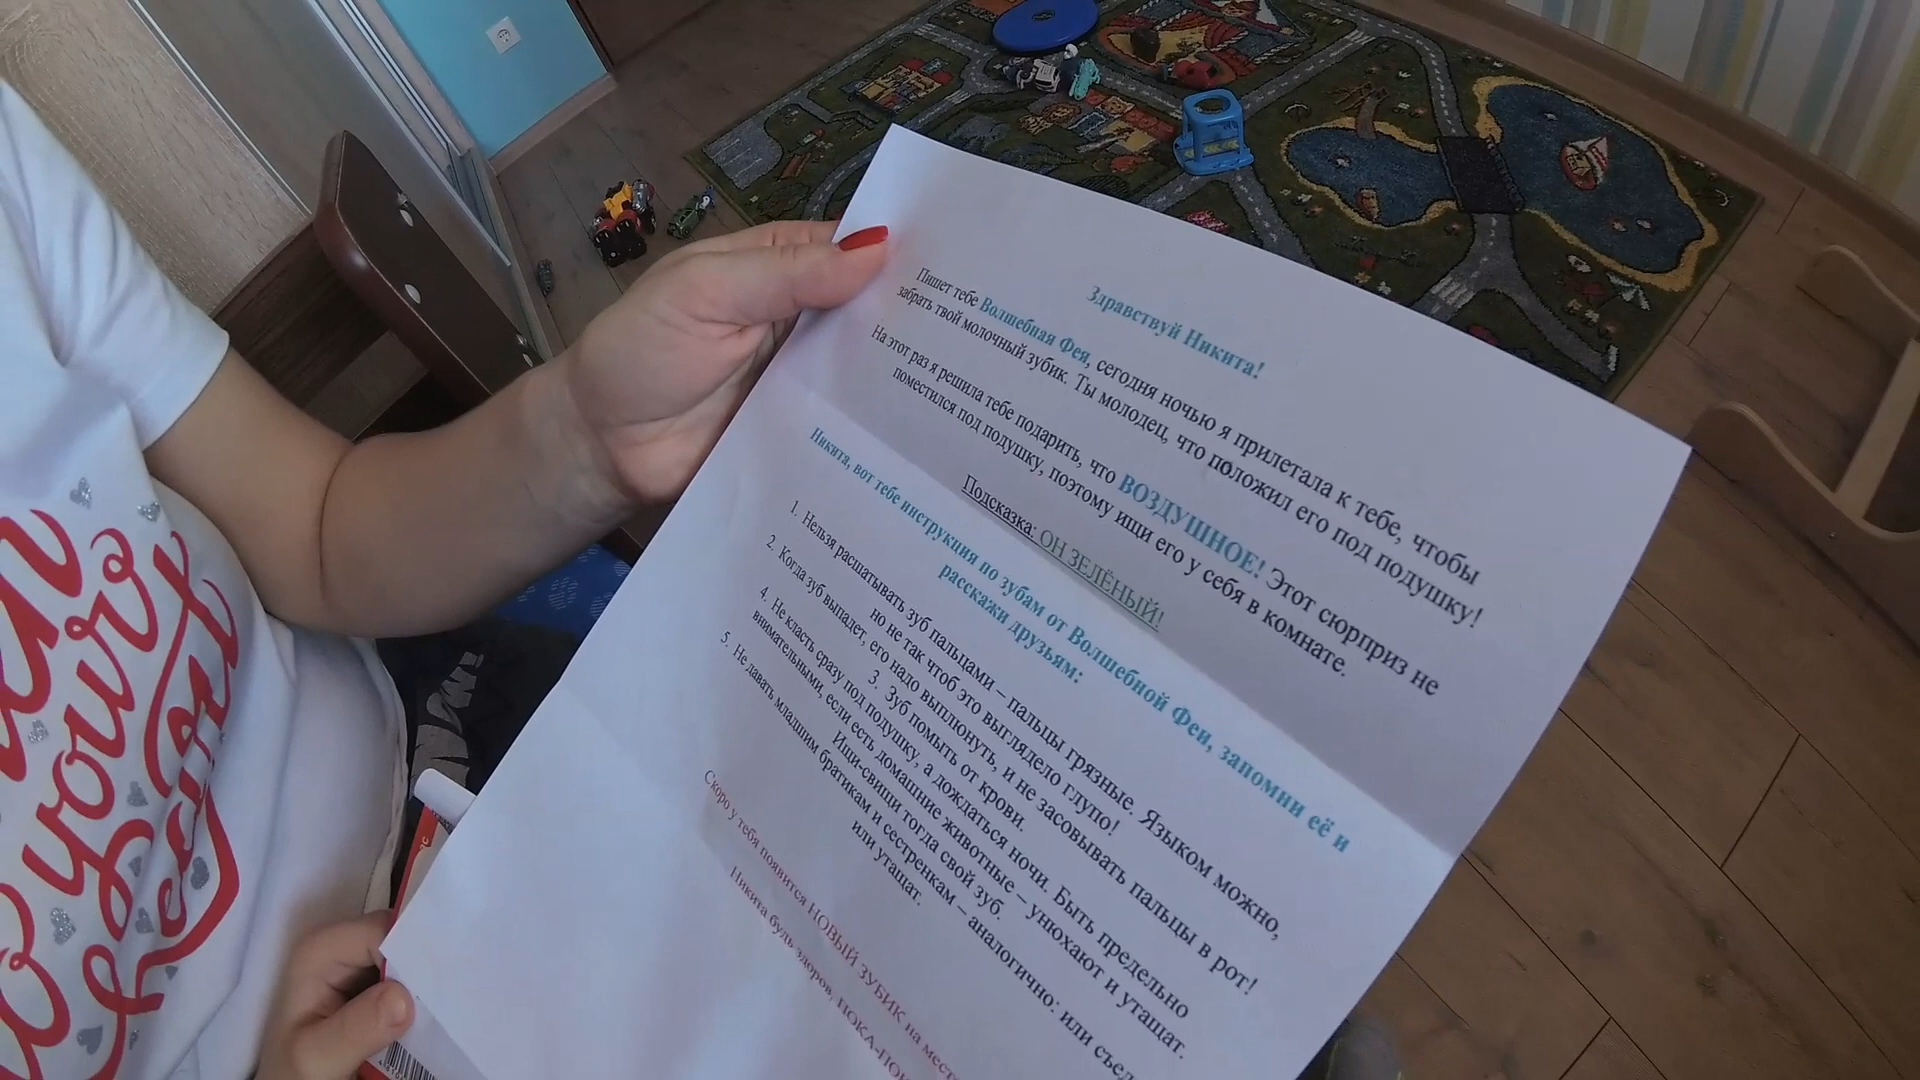 Здравствуй Никита!
Пишет тебе Волшебная Фея, сегодня ночью я прилетала к тебе, чтобы
забрать твой молочный зубик. Ты молодец, что положил его под подушку!
На этот раз я решила тебе подарить, что ВОЗДУШНОЕ! Этот сюрприз не
поместился под подушку, поэтому ищи его у себя в комнате.
Подсказка: ОН ЗЕЛЁНЫЙ!
Никита, вот тебе инструкция по зубам от Волшебной Феи, запомни её и
расскажи друзьям:
1. Нельзя расшатывать зуб пальцами – пальцы грязные. Языком можно,
но не так чтоб это выглядело глупо!
2. Когда зуб выпадет, его надо выплюнуть, и не засовывать пальцы в рот!
3. Зуб помыть от крови.
4. Не класть сразу под подушку, а дождаться ночи. Быть предельно
внимательными, если есть домашние животные – унюхают и утащат.
Ищи-свищи тогда свой зуб.
5. Не давать младшим братикам и сестренкам – аналогично: или съед
или утащат.
Скоро у тебя появится НОВЫЙ ЗУБИК на мест
Никита будь здоров, ПОКА-ПО
your